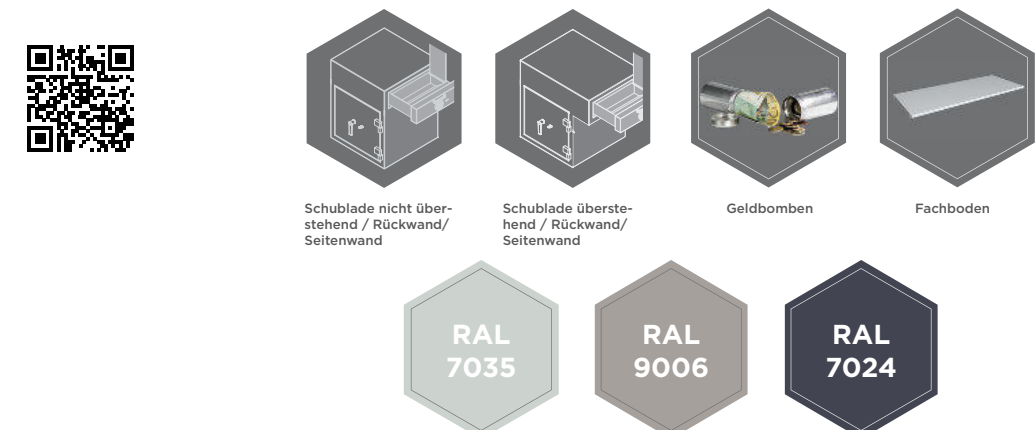 Schublade nicht über-
stehend / Rückwand/
Seitenwand
Schublade überste-
hend / Rückwand/
Seitenwand
Geldbomben
Fachboden
RAL
7035
RAL
9006
RAL
7024